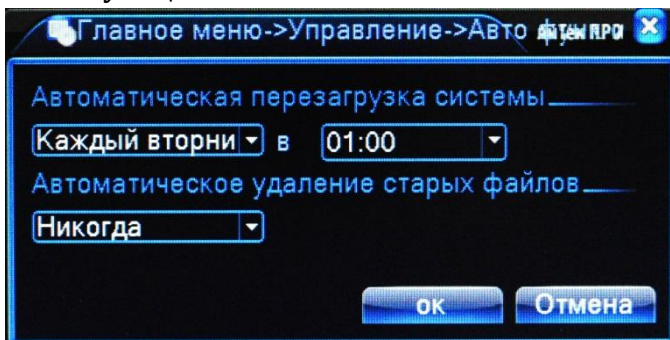 Главное меню->Управление->Авто
Автоматическая перезагрузка системы
Каждый вторни в 01:00
Автоматическое удаление старых файлов
Никогда
ок Отмена